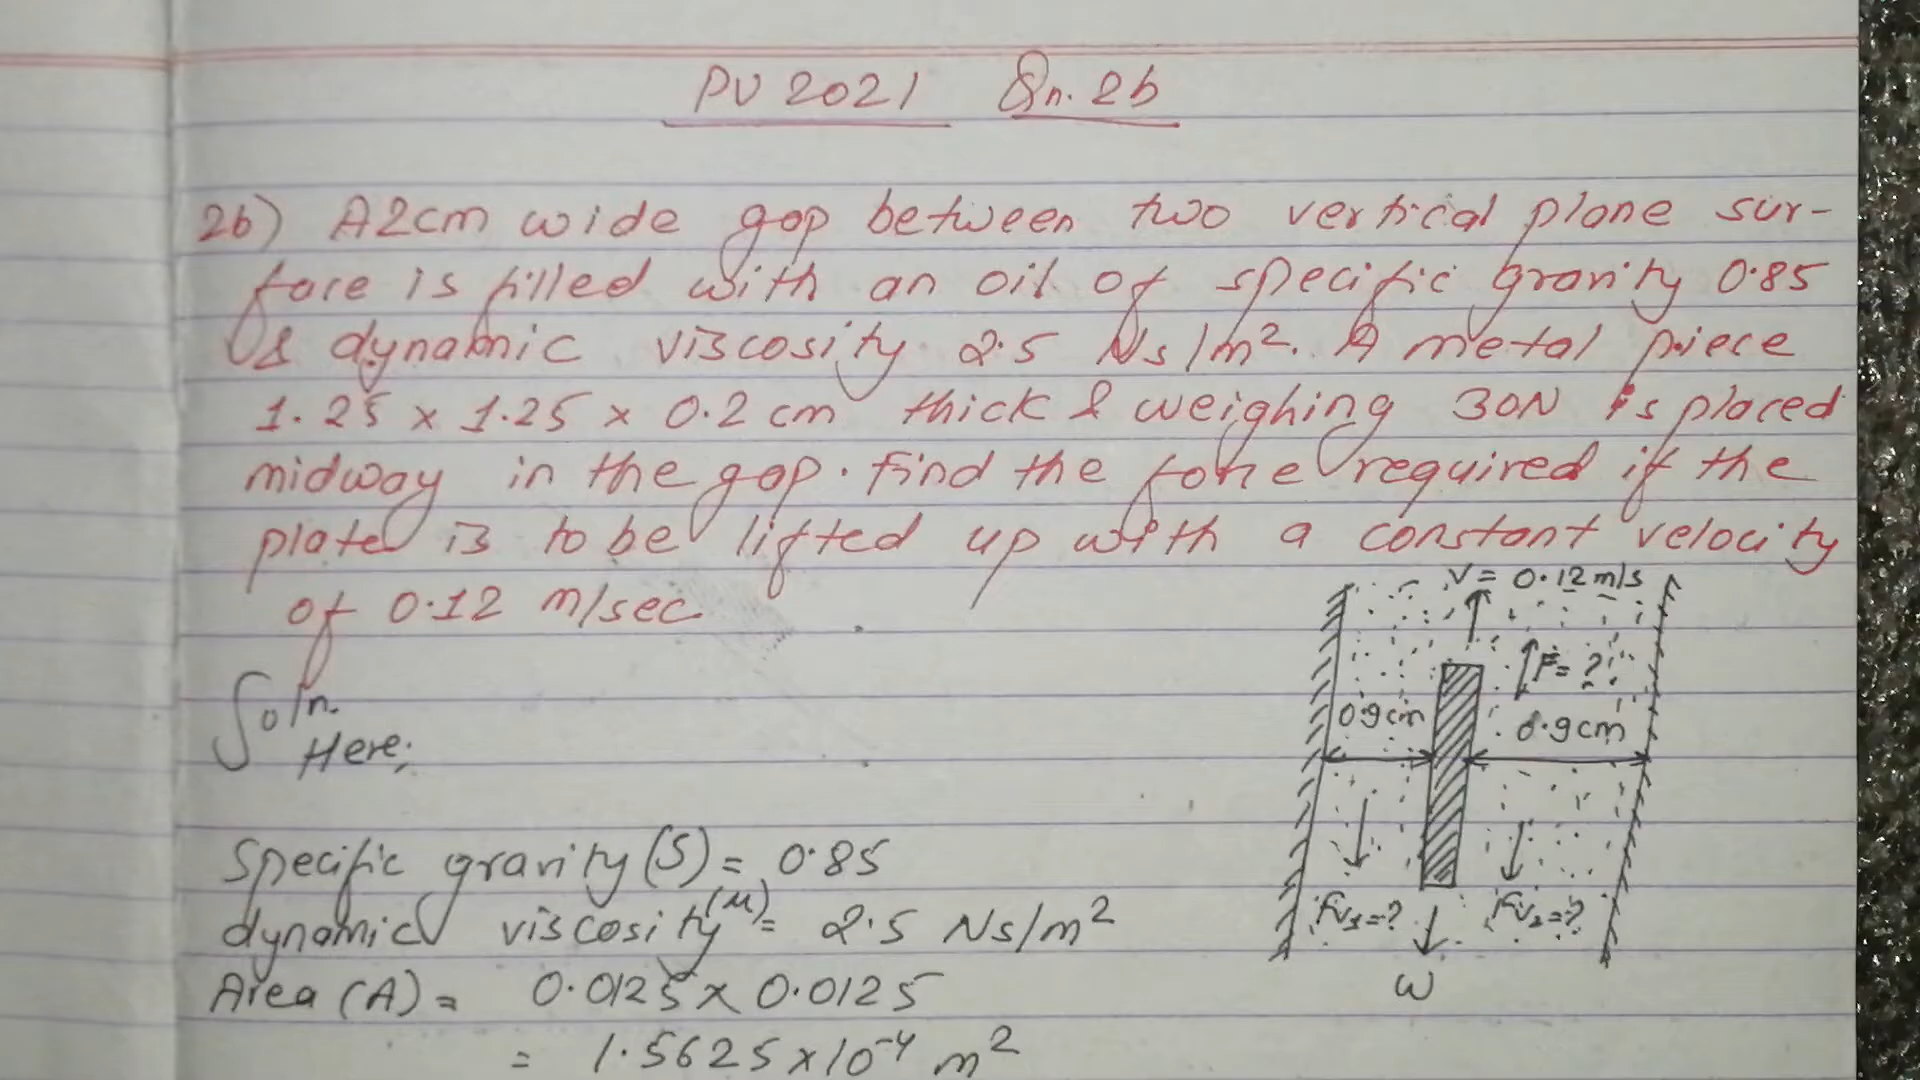 PU 2021 Qn. 2b
2b) A 2cm wide gap between two vertical plane sur-
face is filled with an oil of specific gravity 0.85
& dynamic viscosity 2.5 Ns/m². A metal piece
1.25 x 1.25 x 0.2 cm thick & weighing 30N is placed
midway in the gap. Find the force required if the
plate is to be lifted up with a constant velocity
of 0.12 m/sec.
V = 0.12 m/s
F = ?
0.9 cm 0.9 cm
Soln.
Here;
Specific gravity (S) = 0.85
dynamic viscosity (μ) = 2.5 Ns/m²
Fv₁ = ? Fv₂ = ?
W
Area (A) = 0.0125 x 0.0125
= 1.5625 x 10⁻⁴ m²